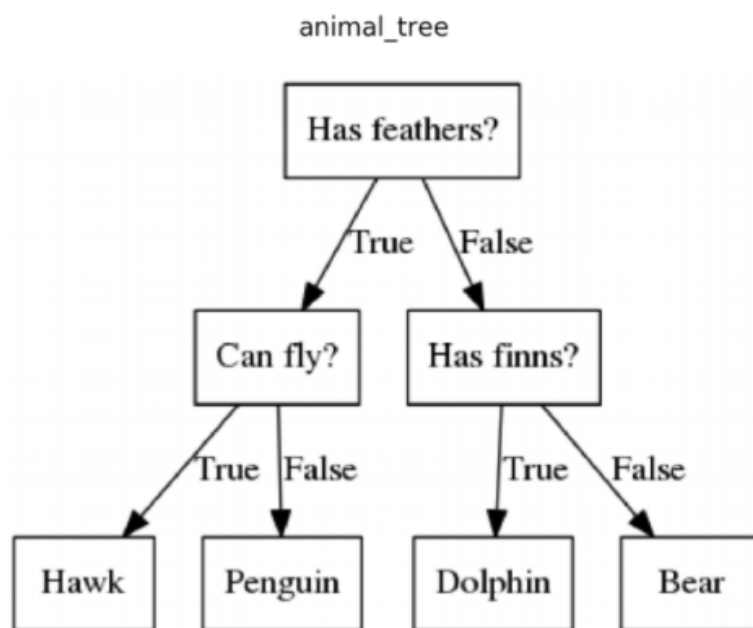 animal_tree
Has feathers?
True False
Can fly? Has finns?
True False True False
Hawk Penguin Dolphin Bear